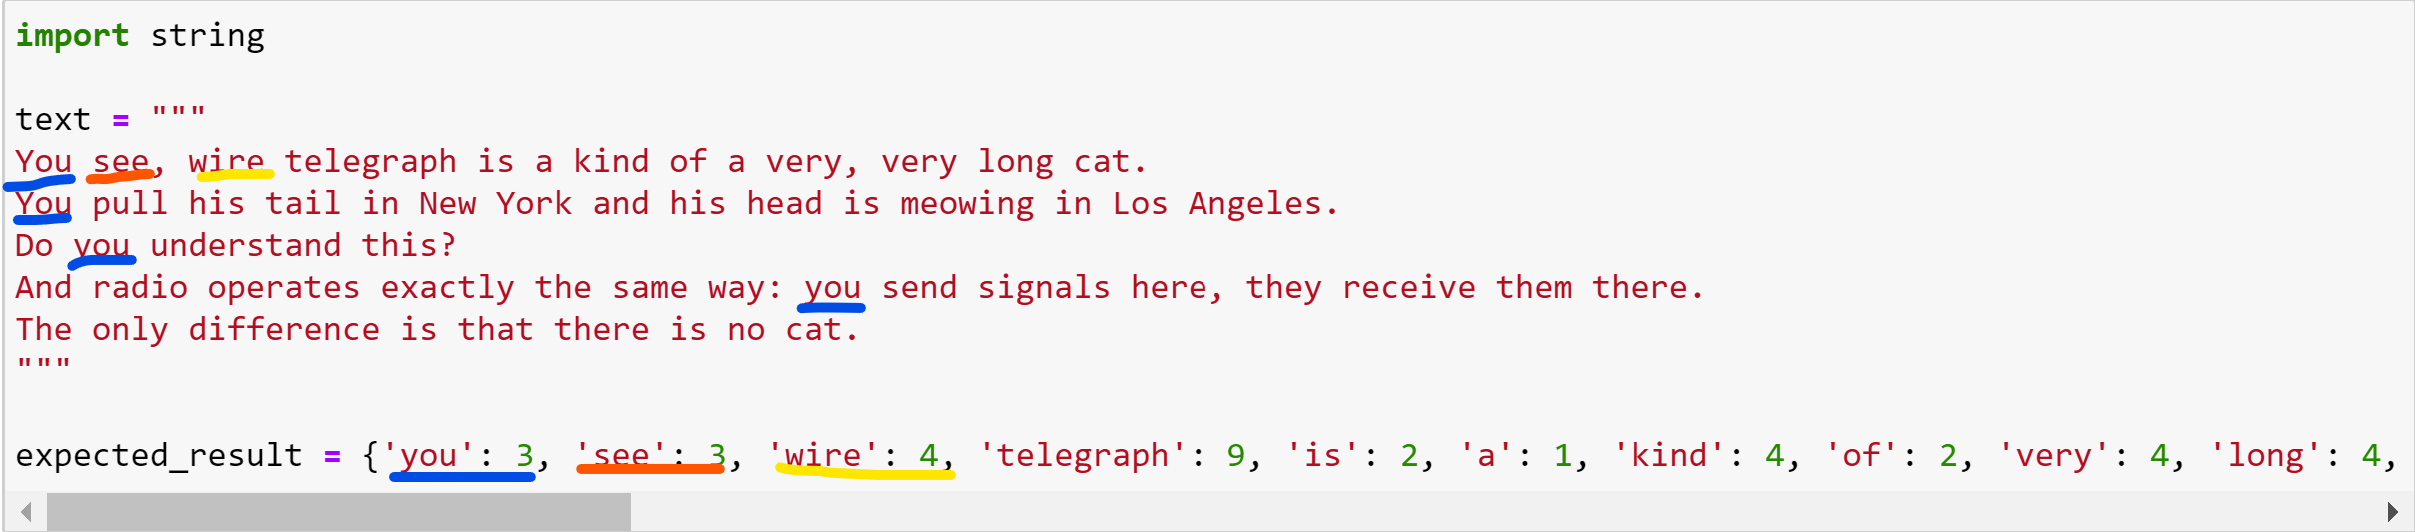 import string
text = """
You see, wire telegraph is a kind of a very, very long cat.
You pull his tail in New York and his head is meowing in Los Angeles.
Do you understand this?
And radio operates exactly the same way: you send signals here, they receive them there.
The only difference is that there is no cat.
"""
expected_result = {'you': 3, 'see': 3, 'wire': 4, 'telegraph': 9, 'is': 2, 'a': 1, 'kind': 4, 'of': 2, 'very': 4, 'long': 4,